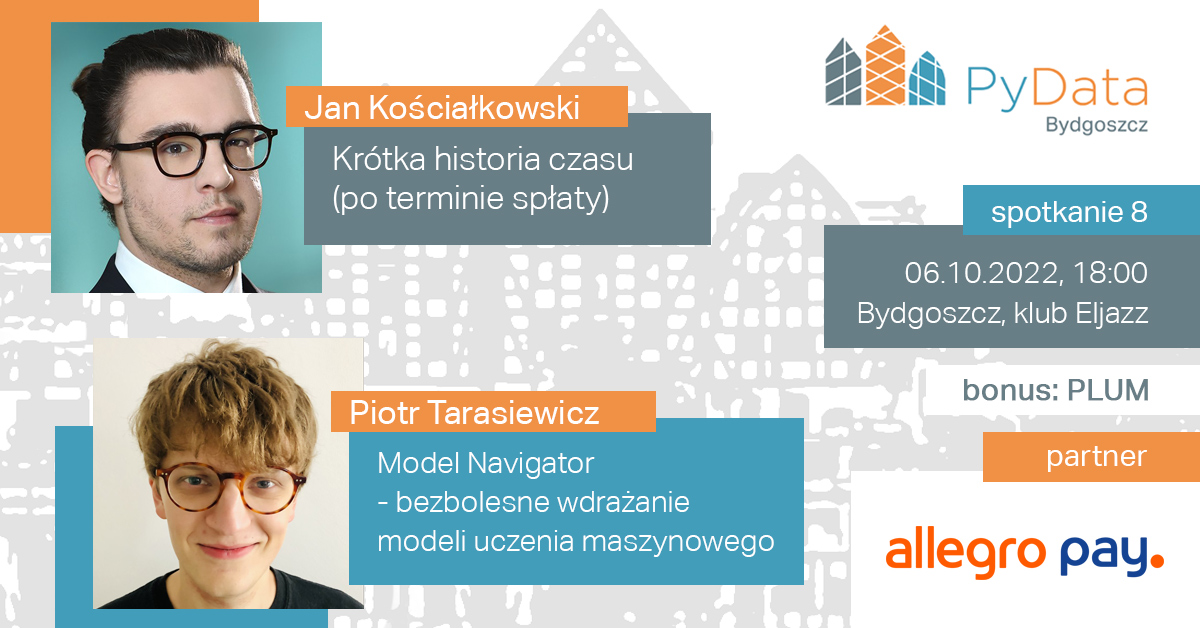 Jan Kościałkowski
Krótka historia czasu
(po terminie spłaty)
Piotr Tarasiewicz
Model Navigator
- bezbolesne wdrażanie
modeli uczenia maszynowego
PyData
Bydgoszcz
spotkanie 8
06.10.2022, 18:00
Bydgoszcz, klub Eljazz
bonus: PLUM
partner
allegro pay.